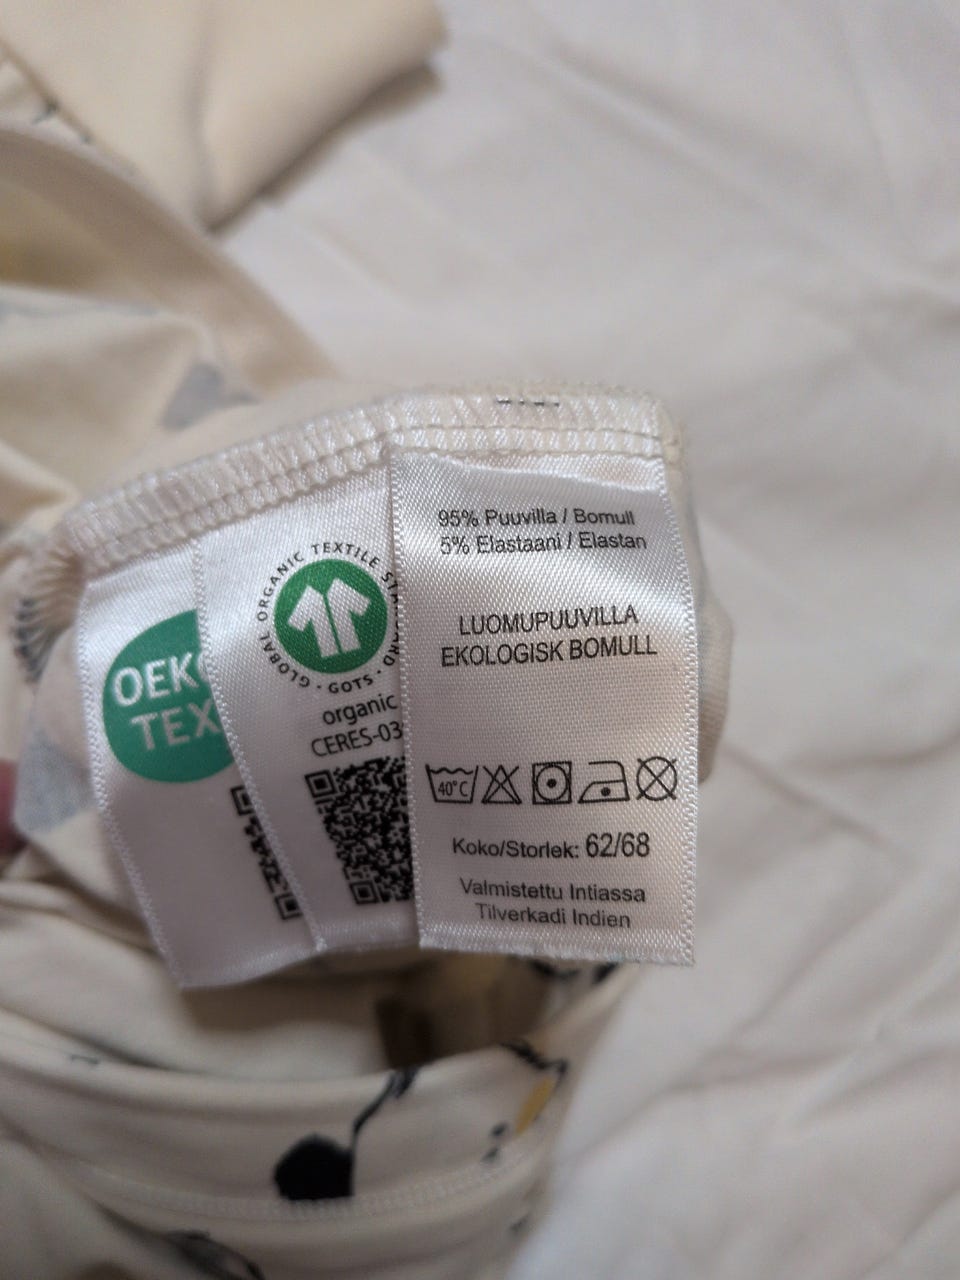 OEK
TEX
GLOBAL ORGANIC TEXTILE STANDARD · GOTS ·
organic
CERES-03
95% Puuvilla / Bomull
5% Elastaani / Elastan
LUOMUPUUVILLA
EKOLOGISK BOMULL
40°C
Koko/Storlek: 62/68
Valmistettu Intiassa
Tilverkadi Indien